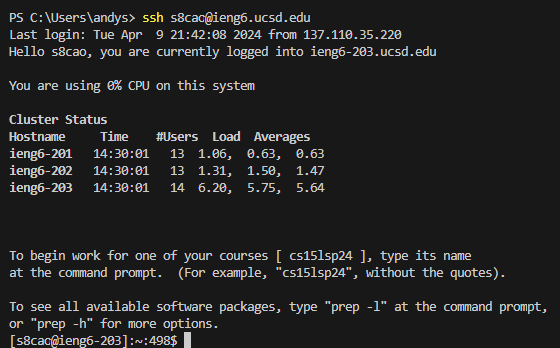 PS C:\Users\andys> ssh s8cao@ieng6.ucsd.edu
Last login: Tue Apr  9 21:42:08 2024 from 137.110.35.220
Hello s8cao, you are currently logged into ieng6-203.ucsd.edu
You are using 0% CPU on this system
Cluster Status
Hostname     Time    #Users  Load  Averages
ieng6-201   14:30:01   13  1.06,  0.63,  0.63
ieng6-202   14:30:01   13  1.31,  1.50,  1.47
ieng6-203   14:30:01   14  6.20,  5.75,  5.64
To begin work for one of your courses [ cs15lsp24 ], type its name
at the command prompt.  (For example, "cs15lsp24", without the quotes).
To see all available software packages, type "prep -l" at the command prompt,
or "prep -h" for more options.
[s8cao@ieng6-203]:~:498$